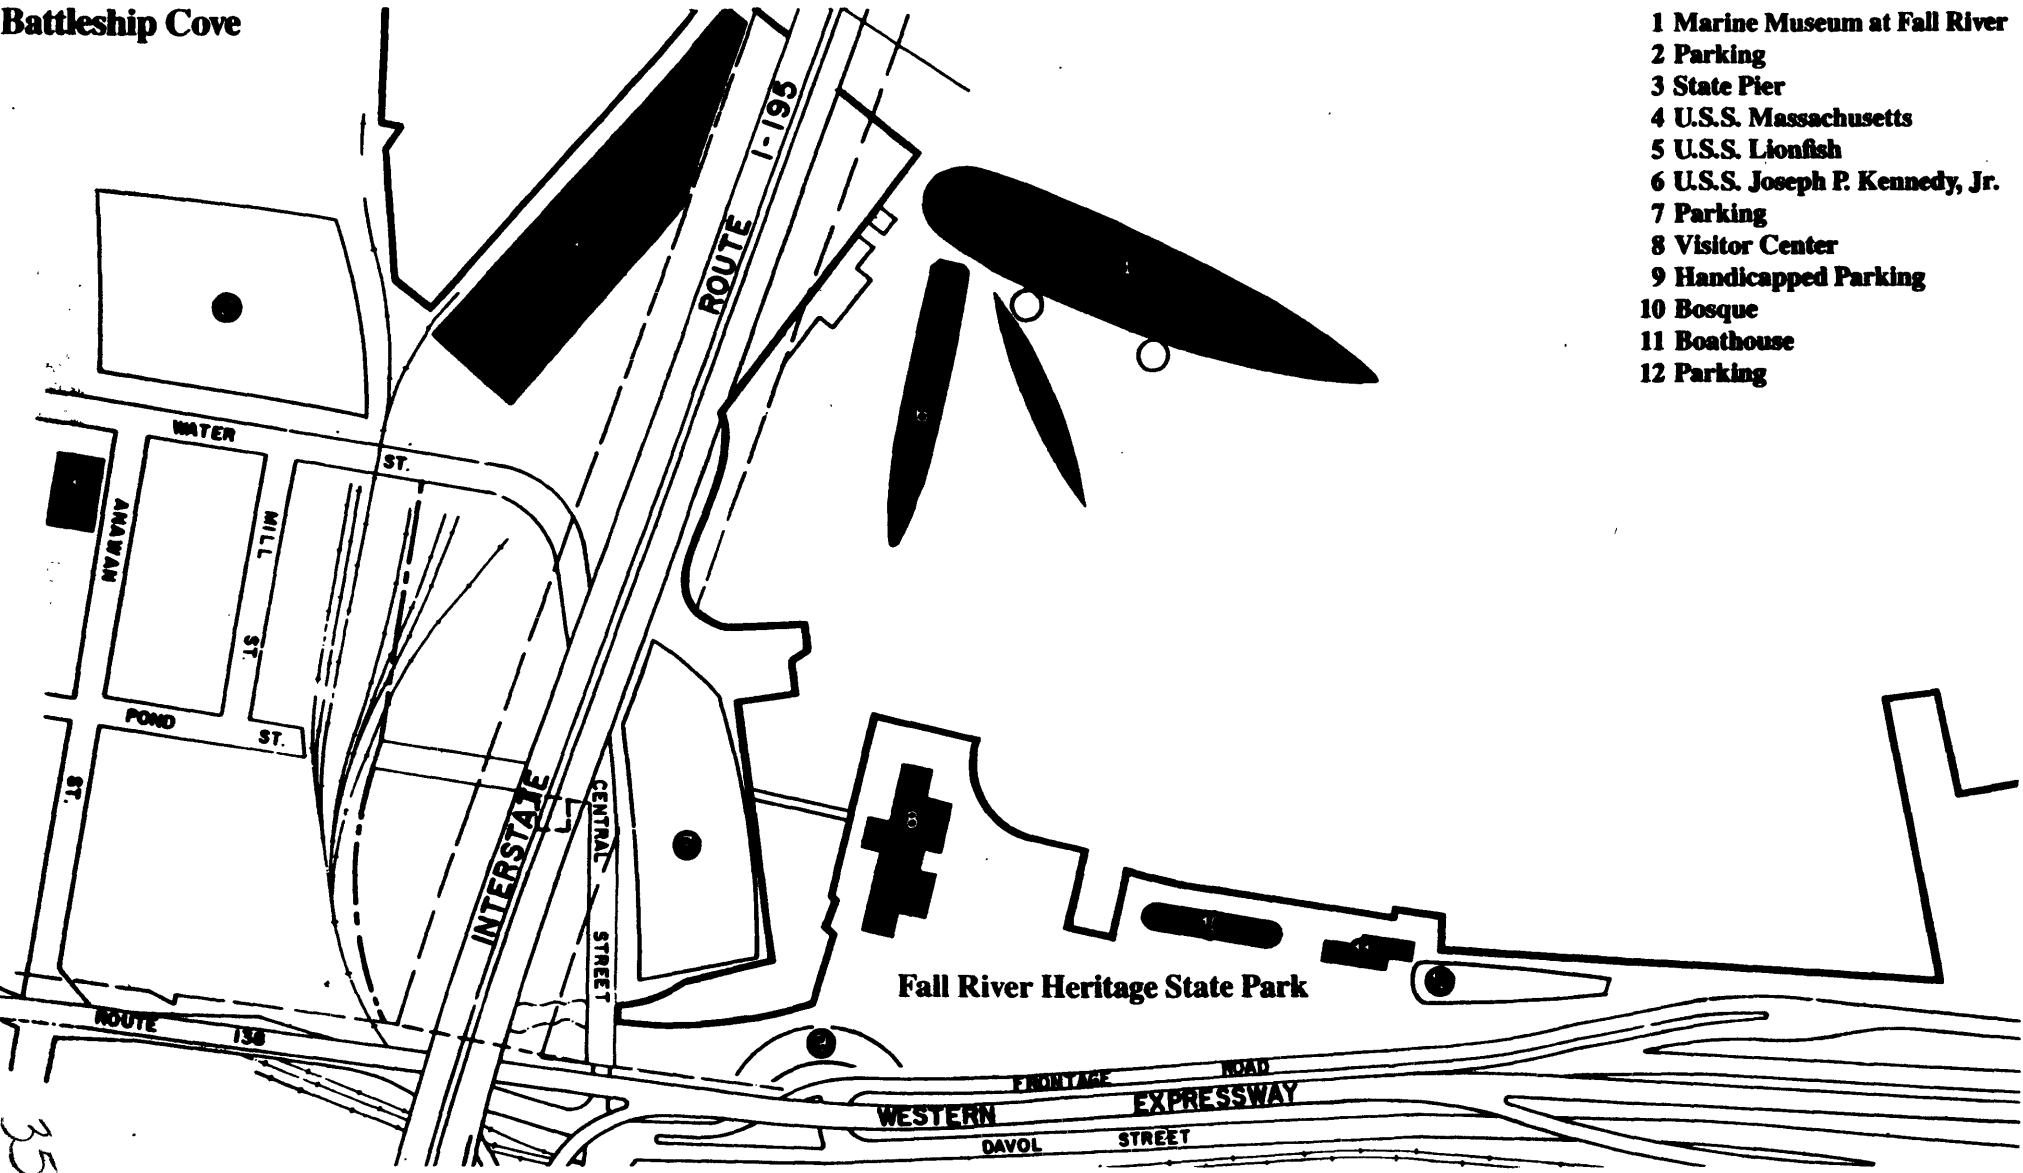 Battleship Cove
1 Marine Museum at Fall River
2 Parking
3 State Pier
4 U.S.S. Massachusetts
5 U.S.S. Lionfish
6 U.S.S. Joseph P. Kennedy, Jr.
7 Parking
8 Visitor Center
9 Handicapped Parking
10 Bosque
11 Boathouse
12 Parking
ROUTE I-195
WATER ST.
ANAWAN ST.
MILL ST.
POND ST.
INTERSTATE
CENTRAL STREET
8
Fall River Heritage State Park
ROUTE 138
FRONTAGE ROAD
WESTERN EXPRESSWAY
DAVOL STREET
35